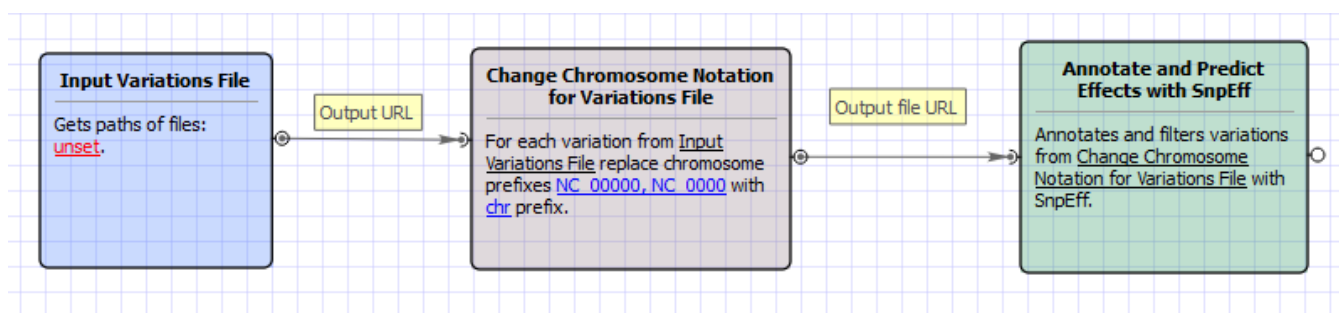 Input Variations File
Gets paths of files:
unset.
Output URL
Change Chromosome Notation
for Variations File
For each variation from Input
Variations File replace chromosome
prefixes NC_00000, NC_0000 with
chr prefix.
Output file URL
Annotate and Predict
Effects with SnpEff
Annotates and filters variations
from Change Chromosome
Notation for Variations File with
SnpEff.